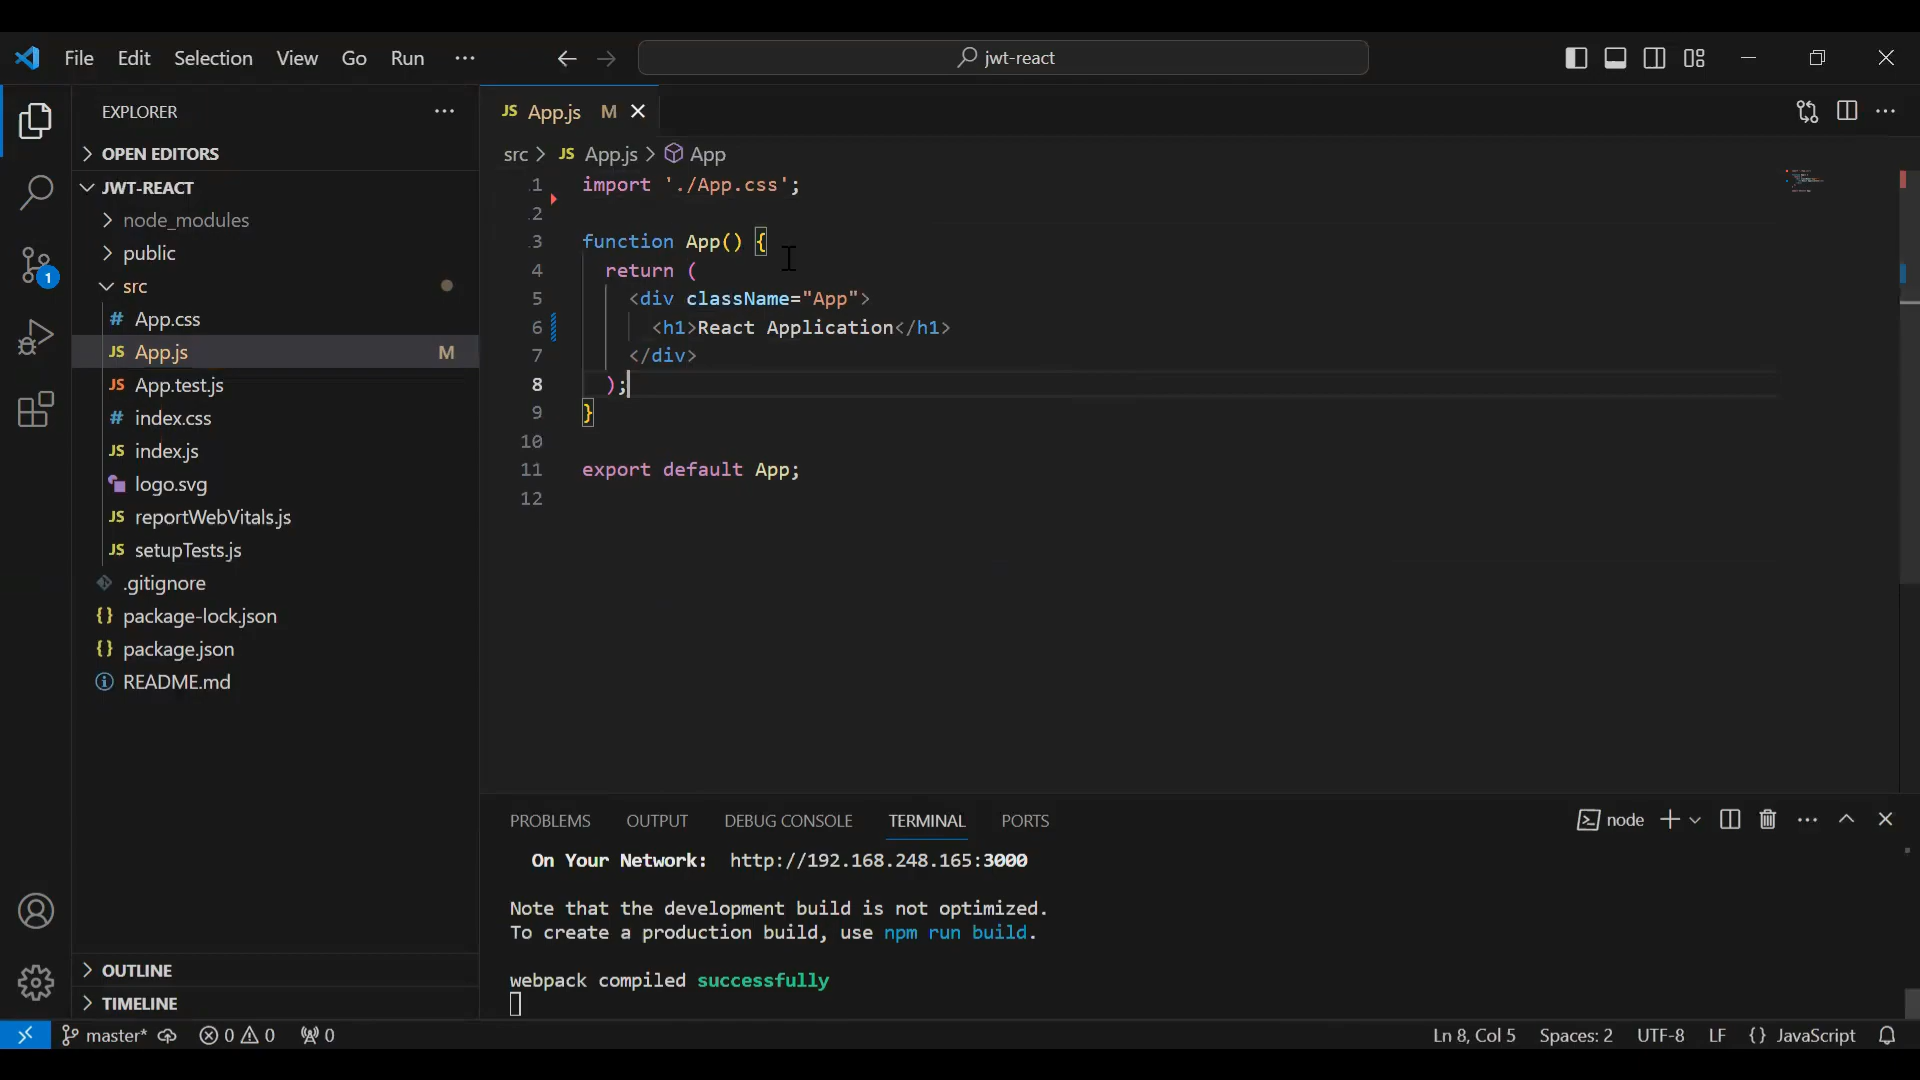 File Edit Selection View Go Run ··· jwt-react
EXPLORER
OPEN EDITORS
JWT-REACT
node_modules
public
src
# App.css
JS App.js M
JS App.test.js
# index.css
JS index.js
logo.svg
JS reportWebVitals.js
JS setupTests.js
.gitignore
{} package-lock.json
{} package.json
README.md
OUTLINE
TIMELINE
1
JS App.js M
src > JS App.js > App
1 import './App.css';
2
3 function App() {
4 return (
5 <div className="App">
6 <h1>React Application</h1>
7 </div>
8 );
9 }
10
11 export default App;
12
PROBLEMS OUTPUT DEBUG CONSOLE TERMINAL PORTS node
On Your Network: http://192.168.248.165:3000
Note that the development build is not optimized.
To create a production build, use npm run build.
webpack compiled successfully
master* 0 0 0 Ln 8, Col 5 Spaces: 2 UTF-8 LF {} JavaScript